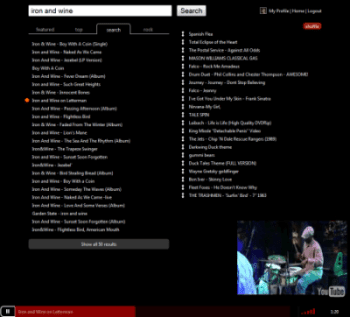 iron and wine
Search
My Profile | Home | Logout
featured
top
search
rock
shuffle
Iron & Wine - Boy With A Coin (Single)
Iron And Wine - Naked As We Came
Iron And Wine - Jezebel (LP Version)
Boy With A Coin
Iron And Wine - Fever Dream (Album)
Iron and Wine - Such Great Heights
Iron & Wine - Innocent Bones
Iron and Wine on Letterman
Iron And Wine - Passing Afternoon (Album)
Iron and Wine - Flightless Bird
Iron & Wine - Faded From The Winter (Album)
Iron and Wine - Lion's Mane
Iron And Wine - The Sea And The Rhythm (Album)
Iron&Wine - The Trapeze Swinger
Iron and Wine - Sunset Soon Forgotten
Iron&Wine - Jezebel
Iron & Wine - Bird Stealing Bread (Album)
Iron and Wine - Boy With a Coin
Iron And Wine - Someday The Waves (Album)
Iron and Wine - Naked As We Came -live
Iron And Wine - Love And Some Verses (Album)
Garden State - iron and wine
Iron And Wine - Sunset Soon Forgotten (Album)
Iron&Wine - Flightless Bird, American Mouth
Show all results
Spanish Flea
Total Eclipse of the Heart
The Postal Service - Against All Odds
MASON WILLIAMS CLASSICAL GAS
Falco - Rock Me Amadeus
Drum Duet - Phil Collins and Chester Thompson - AWESOME!
Journey - Journey - Dont Stop Believing
Falco - Jeanny
I've Got You Under My Skin - Frank Sinatra
Nirvana My Girl
TALE SPIN
Laibach - Life is Life (High Quality)
King Missile "Detachable Penis" Video
The Jets - Chip 'N Dale Rescue Rangers (1989)
Darkwing Duck theme
gummi bears
Duck Tales Theme (FULL VERSION)
Wayne Gretzky goldfinger
Bon Iver - Skinny Love
Fleet Foxes - He Doesn't Know Why
THE TRASHMEN - Surfin' Bird - 1963
YouTube
Iron and Wine on Letterman